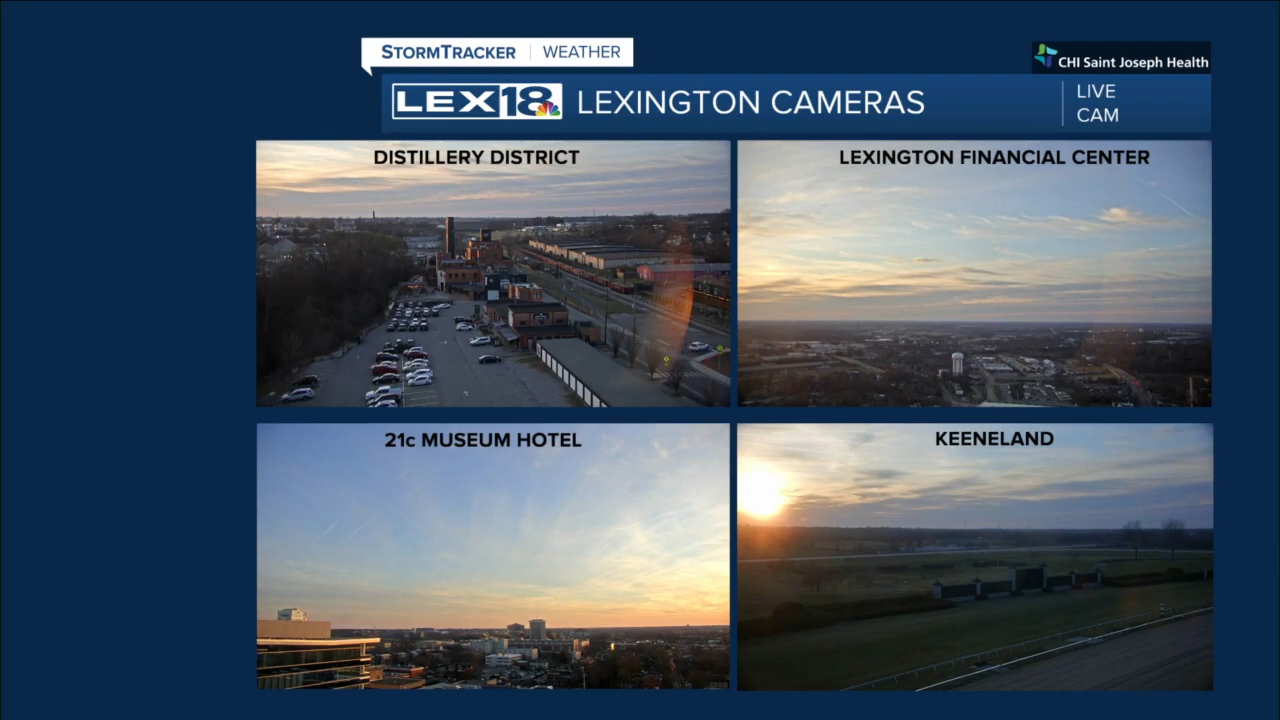 STORMTRACKER WEATHER
CHI Saint Joseph Health
LEX18 LEXINGTON CAMERAS
LIVE
CAM
DISTILLERY DISTRICT
LEXINGTON FINANCIAL CENTER
21c MUSEUM HOTEL
KEENELAND